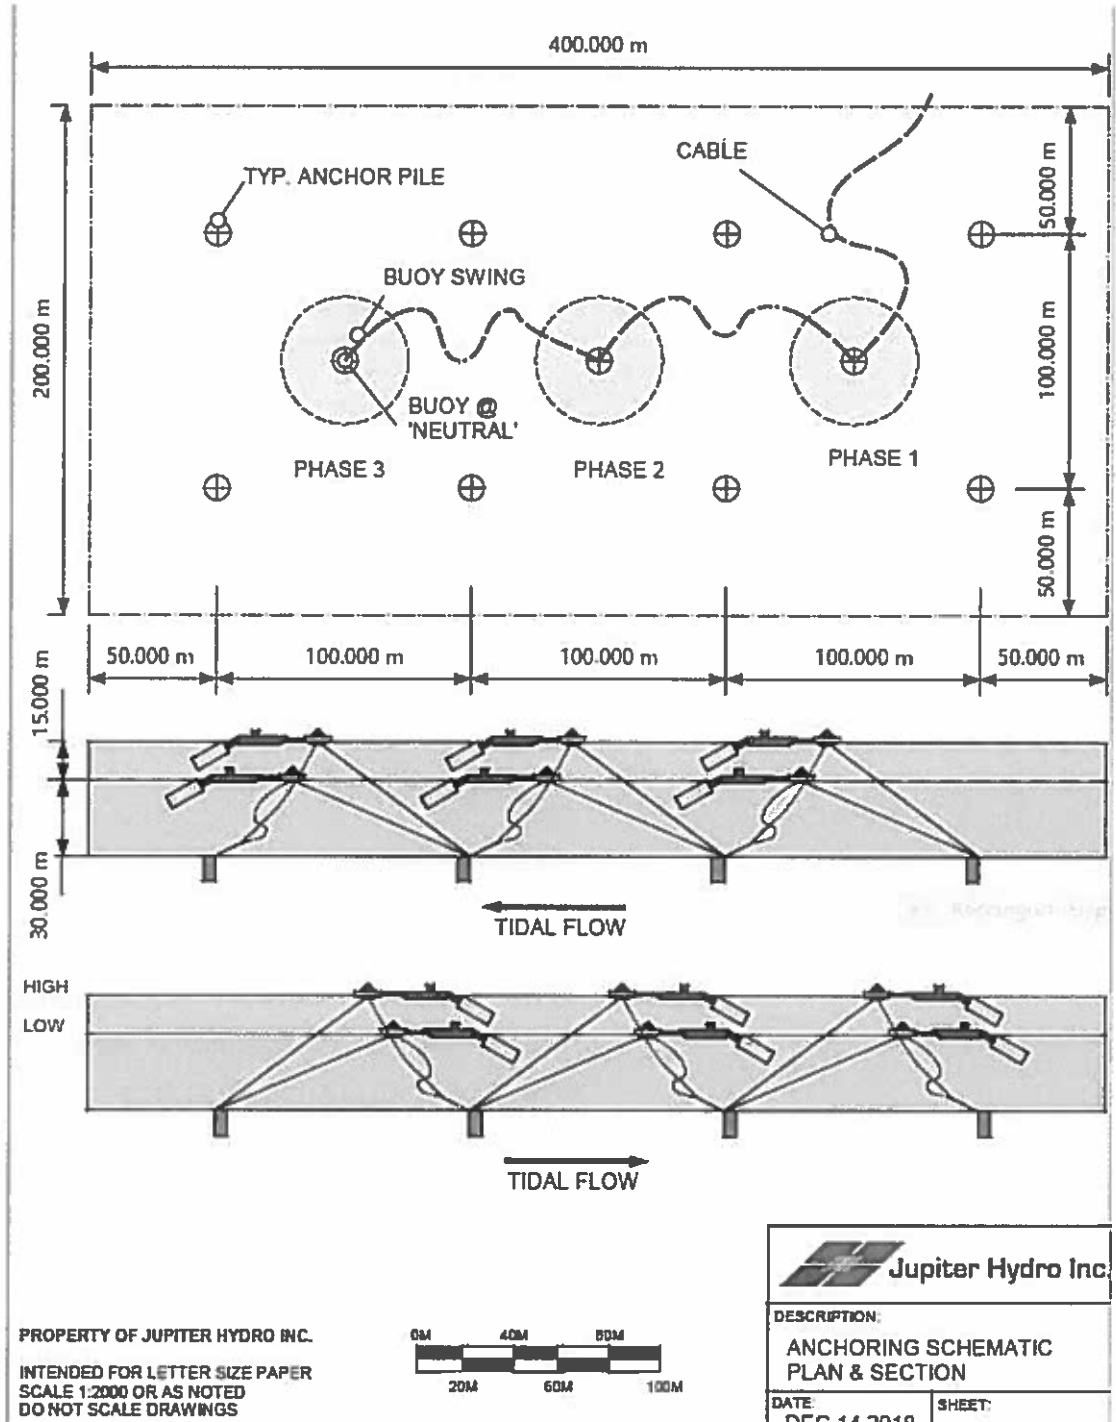 400.000 m
CABLE
TYP. ANCHOR PILE
50.000 m
BUOY SWING
200.000 m
100.000 m
BUOY @
'NEUTRAL'
PHASE 3
PHASE 2
PHASE 1
50.000 m
50.000 m
100.000 m
100.000 m
100.000 m
50.000 m
15.000 m
30.000 m
TIDAL FLOW
HIGH
LOW
TIDAL FLOW
Jupiter Hydro Inc.
DESCRIPTION:
ANCHORING SCHEMATIC
PLAN & SECTION
PROPERTY OF JUPITER HYDRO INC.
INTENDED FOR LETTER SIZE PAPER
SCALE 1:2000 OR AS NOTED
DO NOT SCALE DRAWINGS
0M 40M 80M
20M 60M 100M
DATE: SHEET:
DEC 14 2018